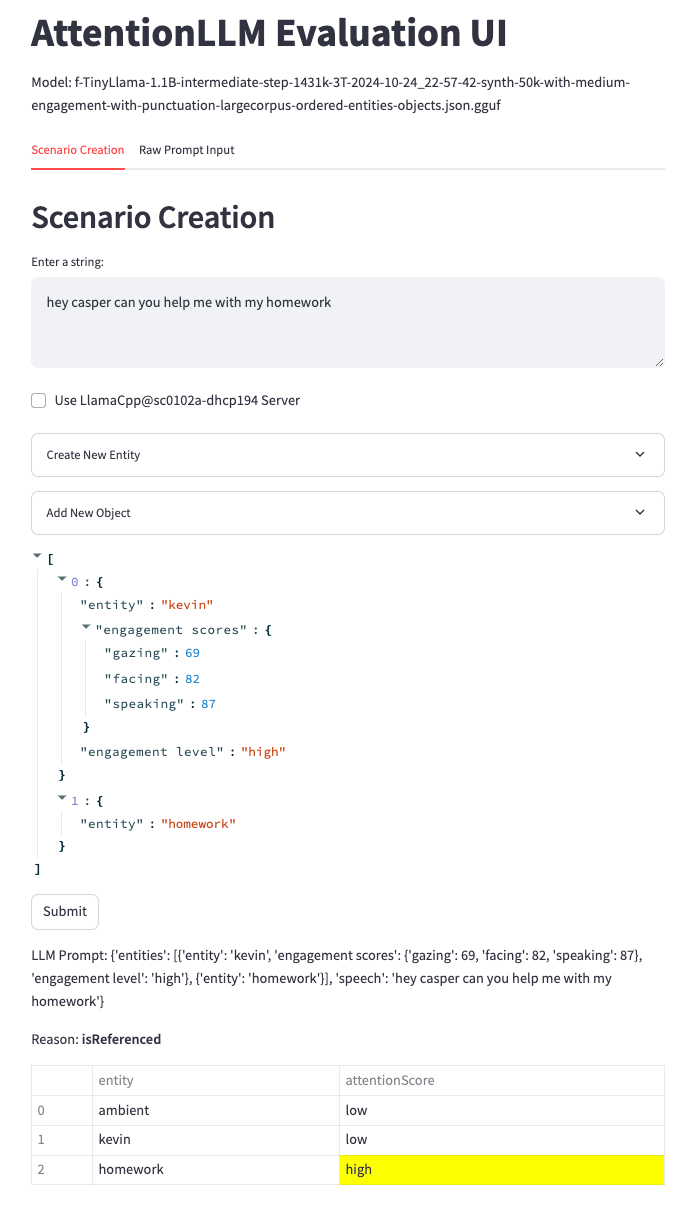 AttentionLLM Evaluation UI
Model: f-TinyLlama-1.1B-intermediate-step-1431k-3T-2024-10-24_22-57-42-synth-50k-with-medium-
engagement-with-punctuation-largecorpus-ordered-entities-objects.json.gguf
Scenario Creation Raw Prompt Input
Scenario Creation
Enter a string:
hey casper can you help me with my homework
Use LlamaCpp@sc0102a-dhcp194 Server
Create New Entity
Add New Object
[
0 : {
"entity" : "kevin"
"engagement scores" : {
"gazing" : 69
"facing" : 82
"speaking" : 87
}
"engagement level" : "high"
}
1 : {
"entity" : "homework"
}
]
Submit
LLM Prompt: {'entities': [{'entity': 'kevin', 'engagement scores': {'gazing': 69, 'facing': 82, 'speaking': 87},
'engagement level': 'high'}, {'entity': 'homework'}], 'speech': 'hey casper can you help me with my
homework'}
Reason: isReferenced
entity attentionScore
0 ambient low
1 kevin low
2 homework high